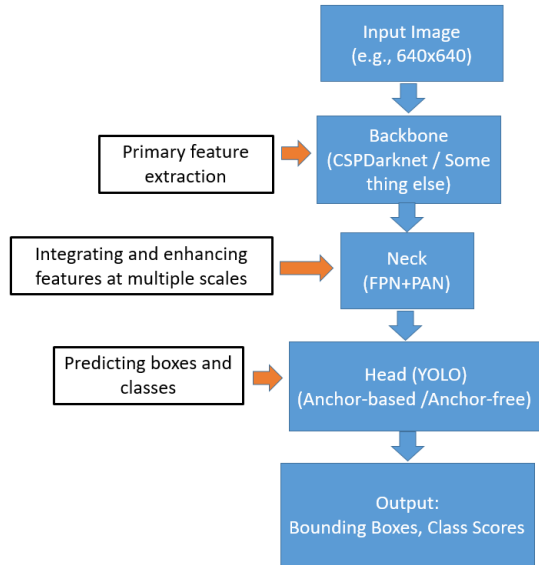 Input Image
(e.g., 640x640)
Primary feature
extraction
Backbone
(CSPDarknet / Some
thing else)
Integrating and enhancing
features at multiple scales
Neck
(FPN+PAN)
Predicting boxes and
classes
Head (YOLO)
(Anchor-based /Anchor-free)
Output:
Bounding Boxes, Class Scores